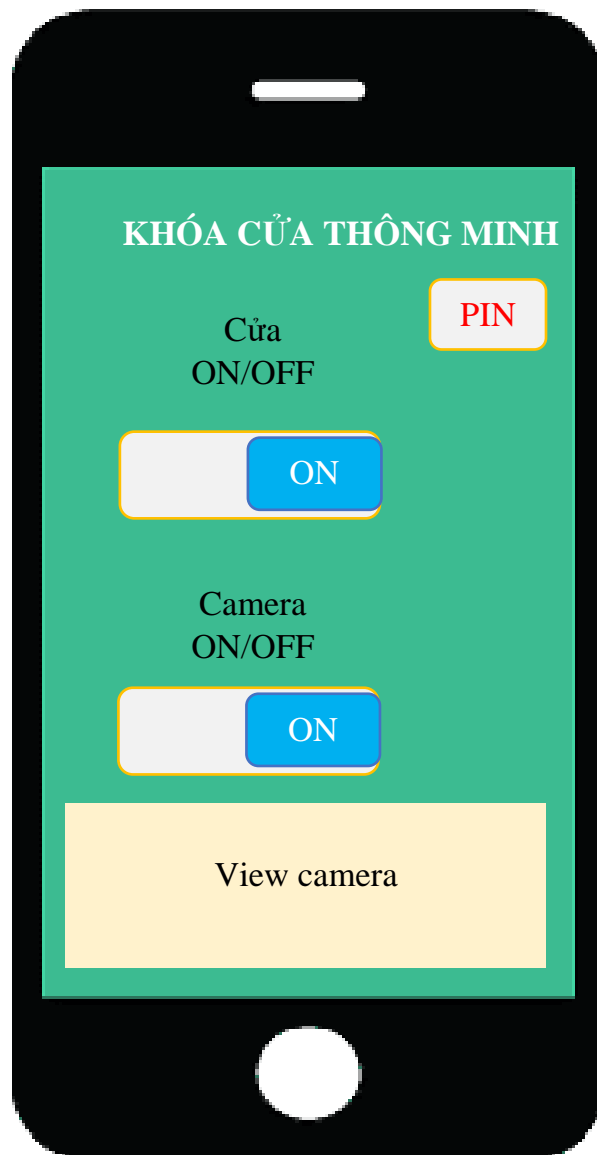 KHÓA CỬA THÔNG MINH
PIN
Cửa
ON/OFF
ON
Camera
ON/OFF
ON
View camera